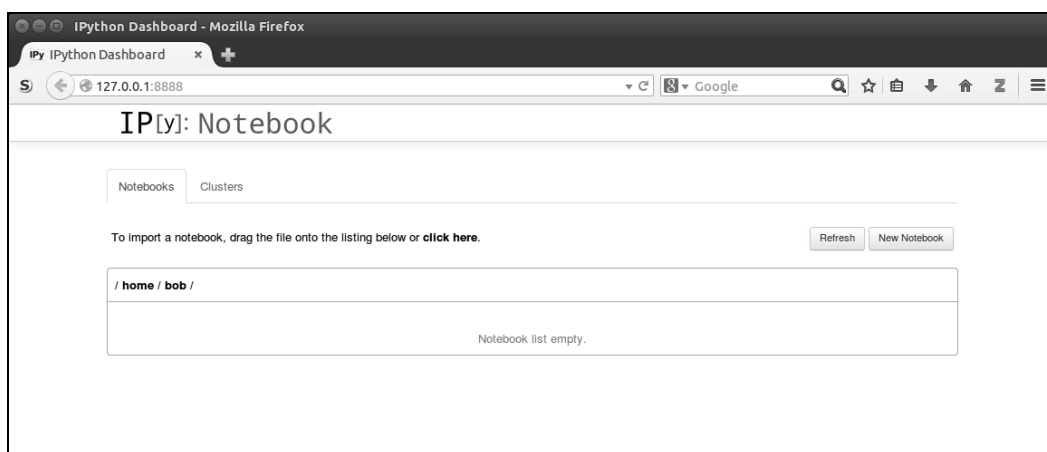 IPython Dashboard - Mozilla Firefox
IPy IPython Dashboard
127.0.0.1:8888 Google
IP[y]: Notebook
Notebooks Clusters
To import a notebook, drag the file onto the listing below or click here. Refresh New Notebook
/ home / bob /
Notebook list empty.